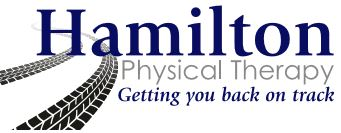 Hamilton
Physical Therapy
Getting you back on track